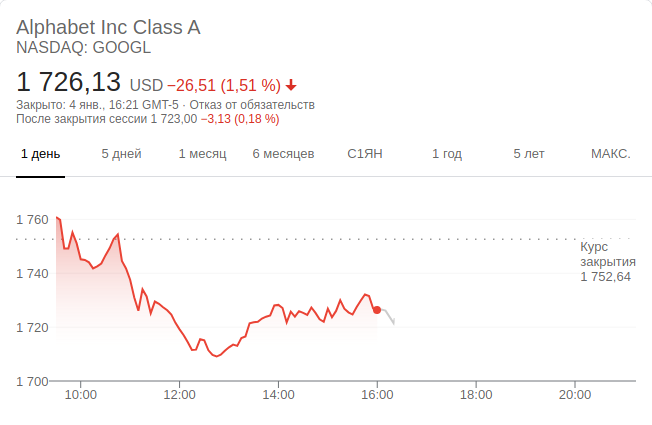 Alphabet Inc Class A
NASDAQ: GOOGL
1 726,13 USD −26,51 (1,51 %)
Закрыто: 4 янв., 16:21 GMT-5 · Отказ от обязательств
После закрытия сессии 1 723,00 −3,13 (0,18 %)
1 день 5 дней 1 месяц 6 месяцев С1ЯН 1 год 5 лет МАКС.
1 760
Курс
закрытия
1 752,64
1 740
1 720
1 700
10:00 12:00 14:00 16:00 18:00 20:00